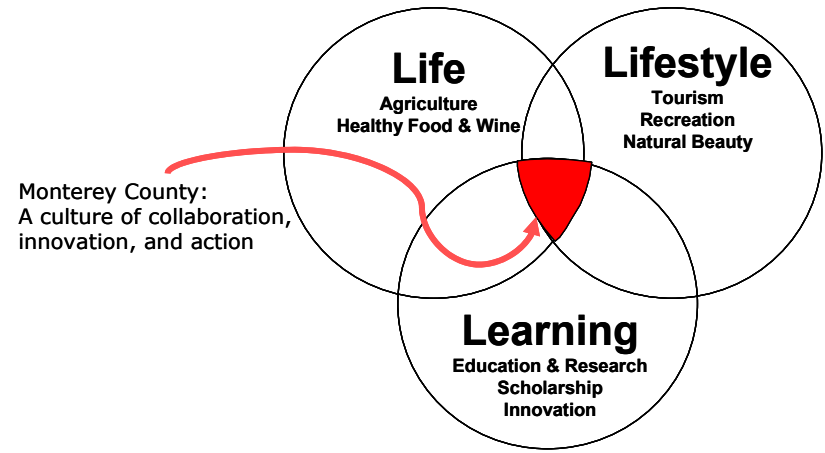 Life
Agriculture
Healthy Food & Wine
Lifestyle
Tourism
Recreation
Natural Beauty
Monterey County:
A culture of collaboration,
innovation, and action
Learning
Education & Research
Scholarship
Innovation